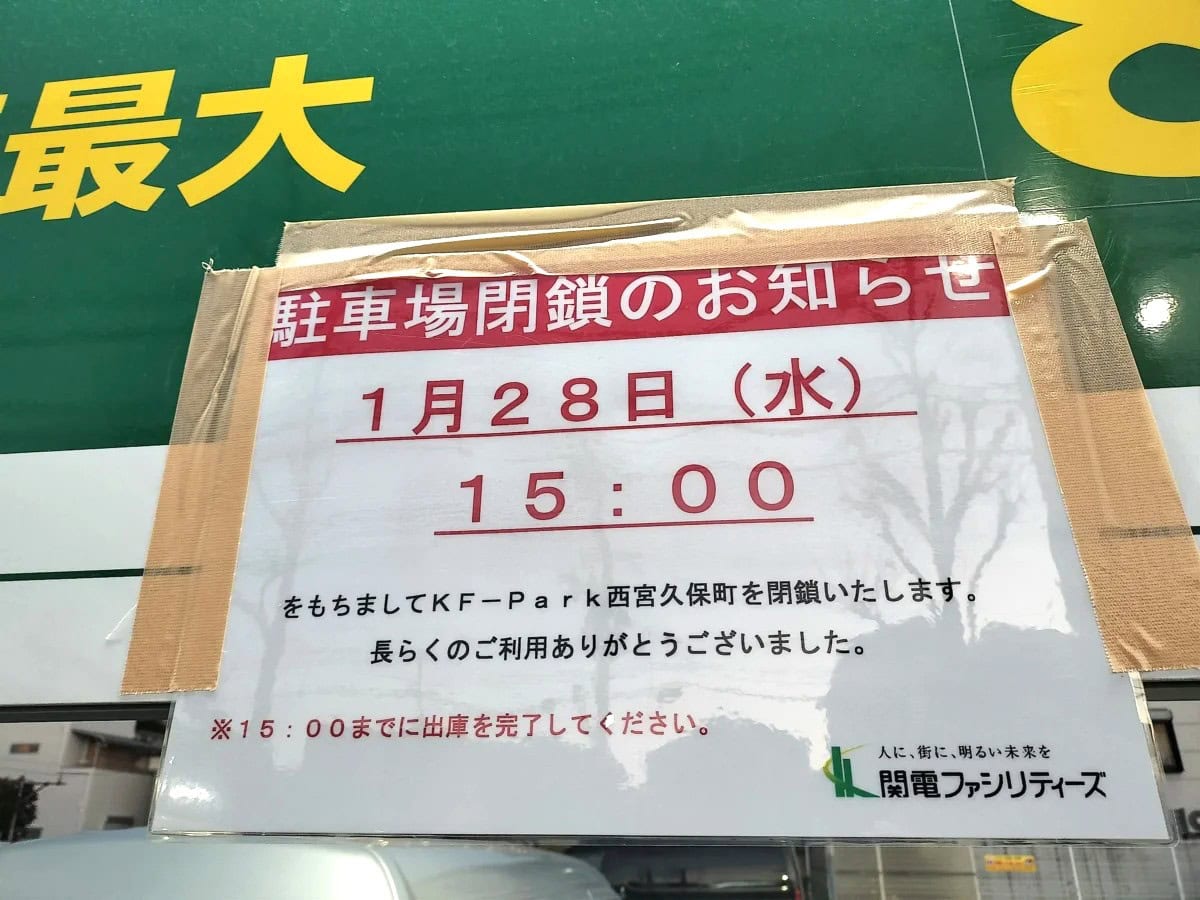 最大
駐車場閉鎖のお知らせ
1月28日（水）
15：00
をもちましてKF－Park西宮久保町を閉鎖いたします。
長らくのご利用ありがとうございました。
※15：00までに出庫を完了してください。
人に、街に、明るい未来を
関電ファシリティーズ